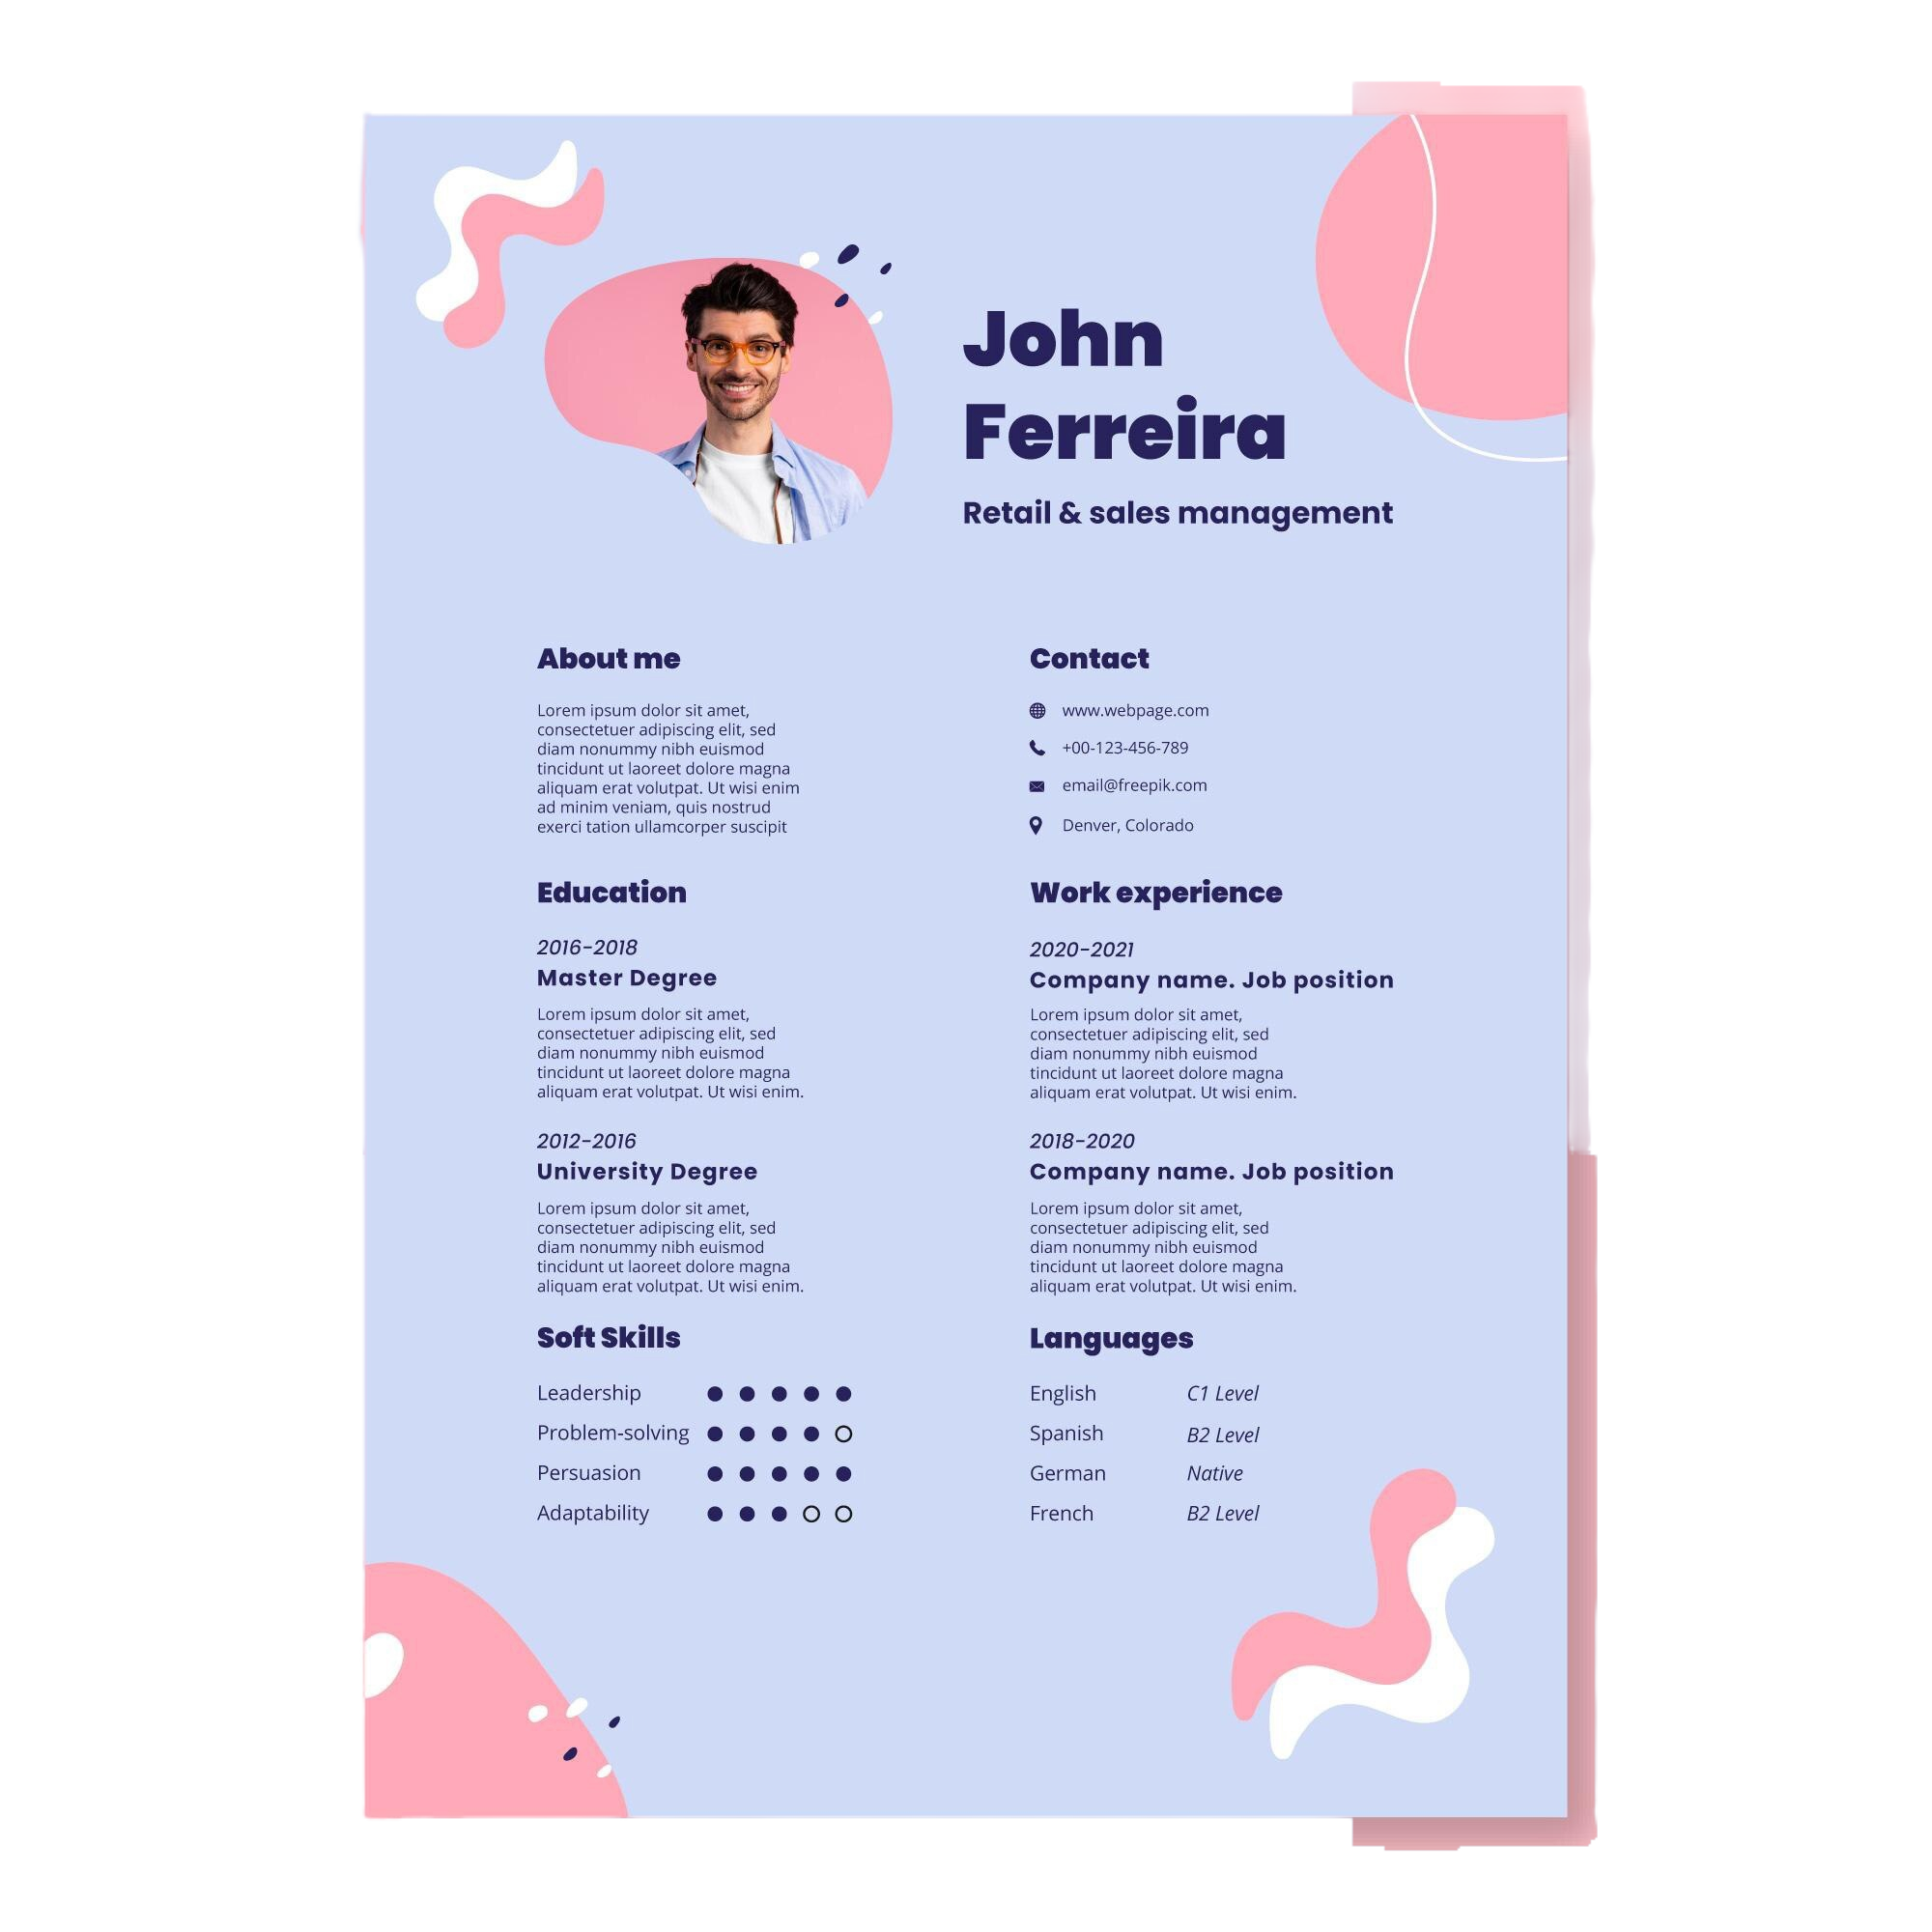 John
Ferreira
Retail & sales management
About me
Lorem ipsum dolor sit amet,
consectetuer adipiscing elit, sed
diam nonummy nibh euismod
tincidunt ut laoreet dolore magna
aliquam erat volutpat. Ut wisi enim
ad minim veniam, quis nostrud
exerci tation ullamcorper suscipit
Contact
www.webpage.com
+00-123-456-789
email@freepik.com
Denver, Colorado
Education
2016-2018
Master Degree
Lorem ipsum dolor sit amet,
consectetuer adipiscing elit, sed
diam nonummy nibh euismod
tincidunt ut laoreet dolore magna
aliquam erat volutpat. Ut wisi enim.
2012-2016
University Degree
Lorem ipsum dolor sit amet,
consectetuer adipiscing elit, sed
diam nonummy nibh euismod
tincidunt ut laoreet dolore magna
aliquam erat volutpat. Ut wisi enim.
Work experience
2020-2021
Company name. Job position
Lorem ipsum dolor sit amet,
consectetuer adipiscing elit, sed
diam nonummy nibh euismod
tincidunt ut laoreet dolore magna
aliquam erat volutpat. Ut wisi enim.
2018-2020
Company name. Job position
Lorem ipsum dolor sit amet,
consectetuer adipiscing elit, sed
diam nonummy nibh euismod
tincidunt ut laoreet dolore magna
aliquam erat volutpat. Ut wisi enim.
Soft Skills
Leadership
Problem-solving
Persuasion
Adaptability
Languages
English C1 Level
Spanish B2 Level
German Native
French B2 Level